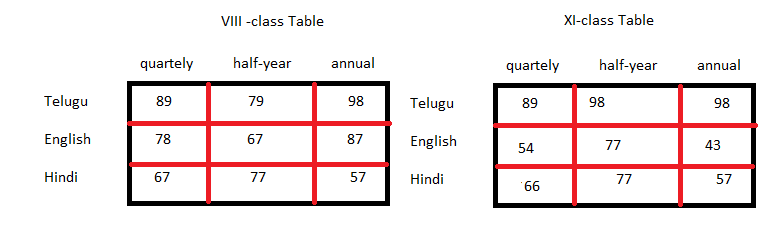 VIII -class Table
quartely half-year annual
Telugu 89 79 98
English 78 67 87
Hindi 67 77 57
XI-class Table
quartely half-year annual
Telugu 89 98 98
English 54 77 43
Hindi 66 77 57